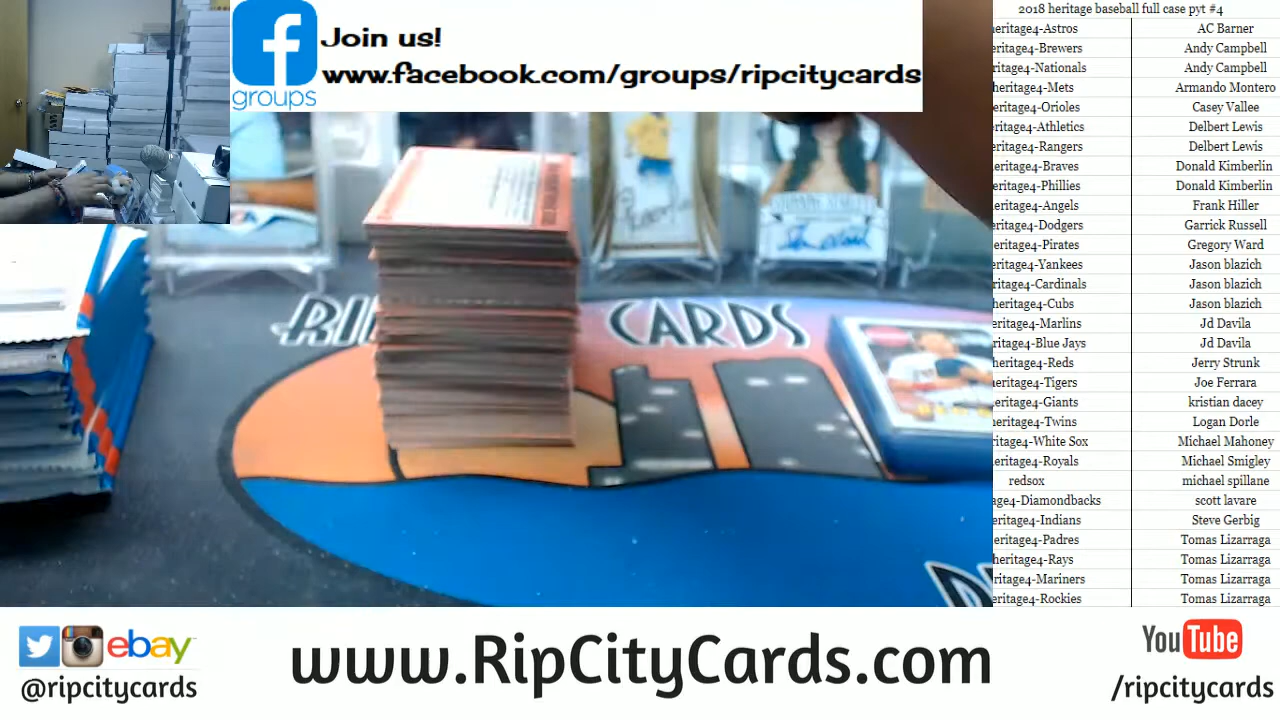 Join us!
www.facebook.com/groups/ripcitycards
groups
2018 heritage baseball full case pyt #4
eritage4-Astros AC Barner
eritage4-Brewers Andy Campbell
ritage4-Nationals Andy Campbell
heritage4-Mets Armando Montero
eritage4-Orioles Casey Vallee
ritage4-Athletics Delbert Lewis
eritage4-Rangers Delbert Lewis
eritage4-Braves Donald Kimberlin
eritage4-Phillies Donald Kimberlin
eritage4-Angels Frank Hiller
ritage4-Dodgers Garrick Russell
eritage4-Pirates Gregory Ward
eritage4-Yankees Jason blazich
ritage4-Cardinals Jason blazich
heritage4-Cubs Jason blazich
eritage4-Marlins Jd Davila
ritage4-Blue Jays Jd Davila
heritage4-Reds Jerry Strunk
eritage4-Tigers Joe Ferrara
eritage4-Giants kristian dacey
eritage4-Twins Logan Dorle
ritage4-White Sox Michael Mahoney
eritage4-Royals Michael Smigley
redsox michael spillane
age4-Diamondbacks scott lavare
eritage4-Indians Steve Gerbig
eritage4-Padres Tomas Lizarraga
heritage4-Rays Tomas Lizarraga
ritage4-Mariners Tomas Lizarraga
eritage4-Rockies Tomas Lizarraga
CARDS
ebay
@ripcitycards
www.RipCityCards.com
YouTube
/ripcitycards